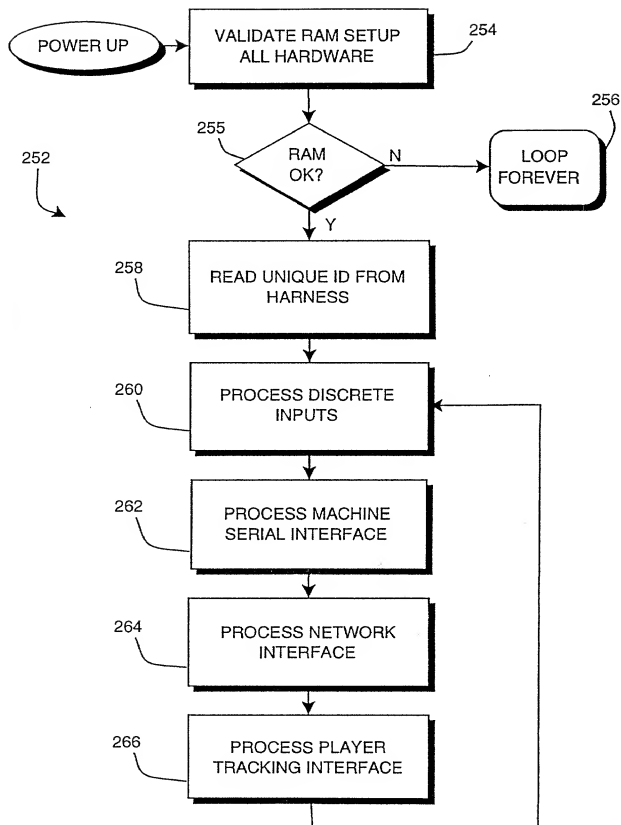 POWER UP
VALIDATE RAM SETUP
ALL HARDWARE
254
255
RAM
OK?
N
LOOP
FOREVER
256
252
Y
258
READ UNIQUE ID FROM
HARNESS
260
PROCESS DISCRETE
INPUTS
262
PROCESS MACHINE
SERIAL INTERFACE
264
PROCESS NETWORK
INTERFACE
266
PROCESS PLAYER
TRACKING INTERFACE